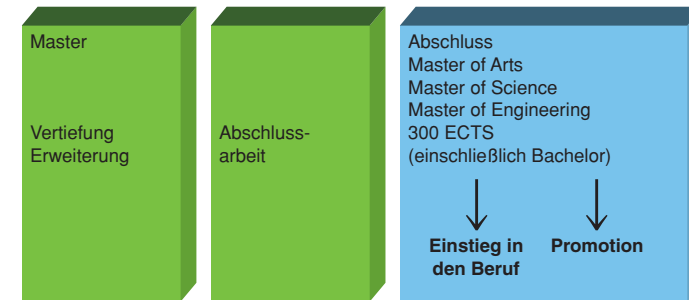 Master
Vertiefung
Erweiterung
Abschluss-
arbeit
Abschluss
Master of Arts
Master of Science
Master of Engineering
300 ECTS
(einschließlich Bachelor)
Einstieg in
den Beruf
Promotion